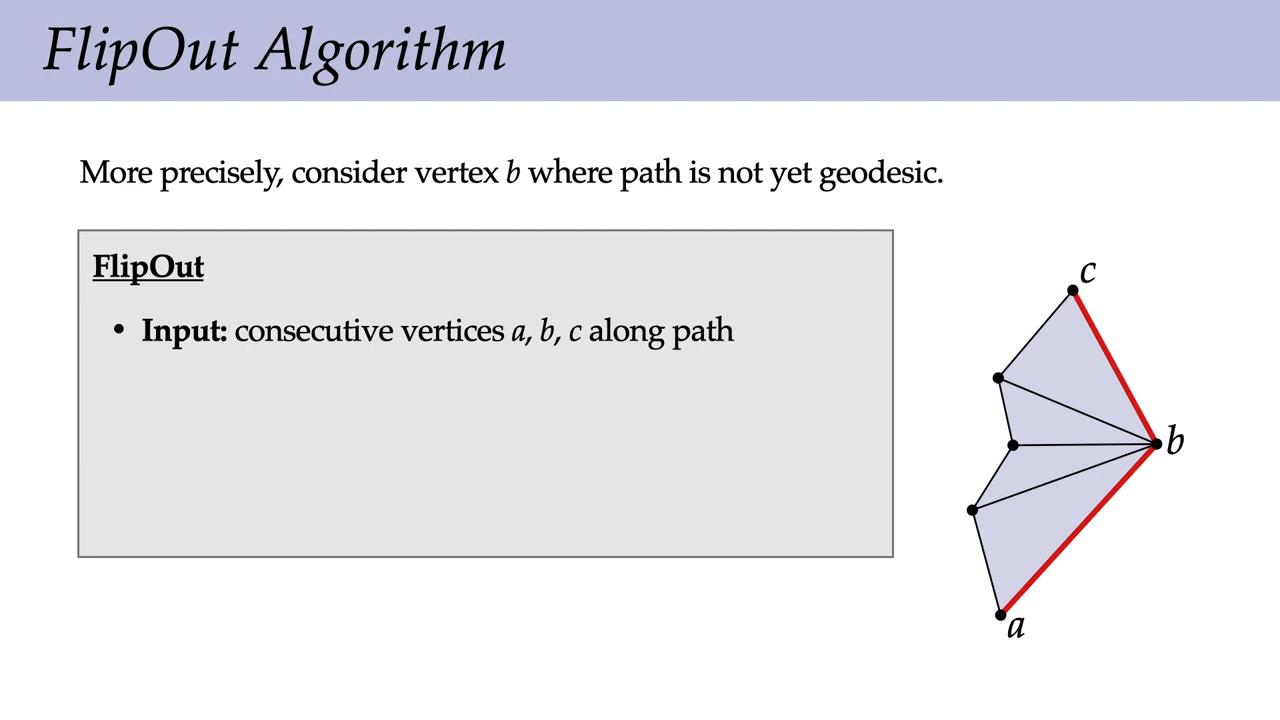 FlipOut Algorithm
More precisely, consider vertex b where path is not yet geodesic.
FlipOut
• Input: consecutive vertices a, b, c along path
c
b
a